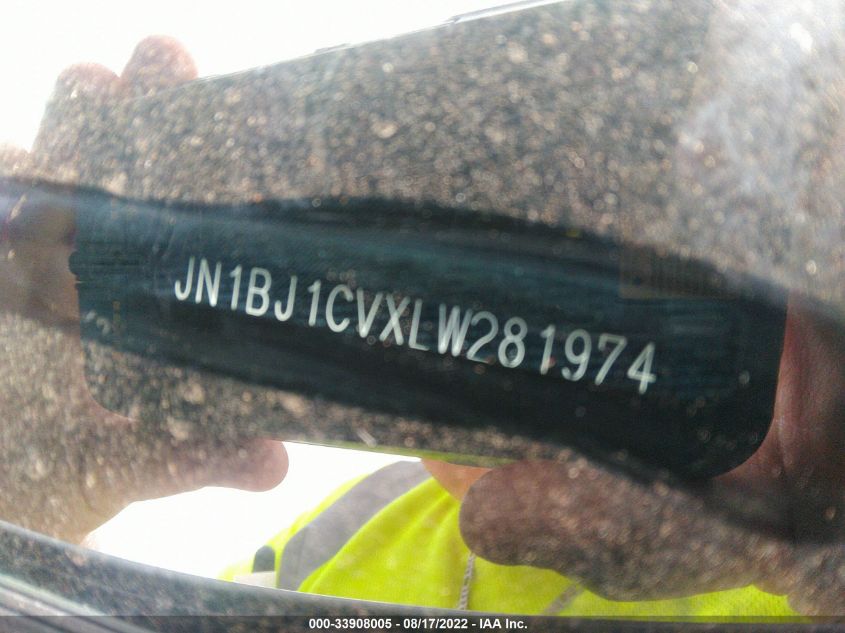 JN1BJ1CVXLW281974
000-33908005 - 08/17/2022 - IAA Inc.